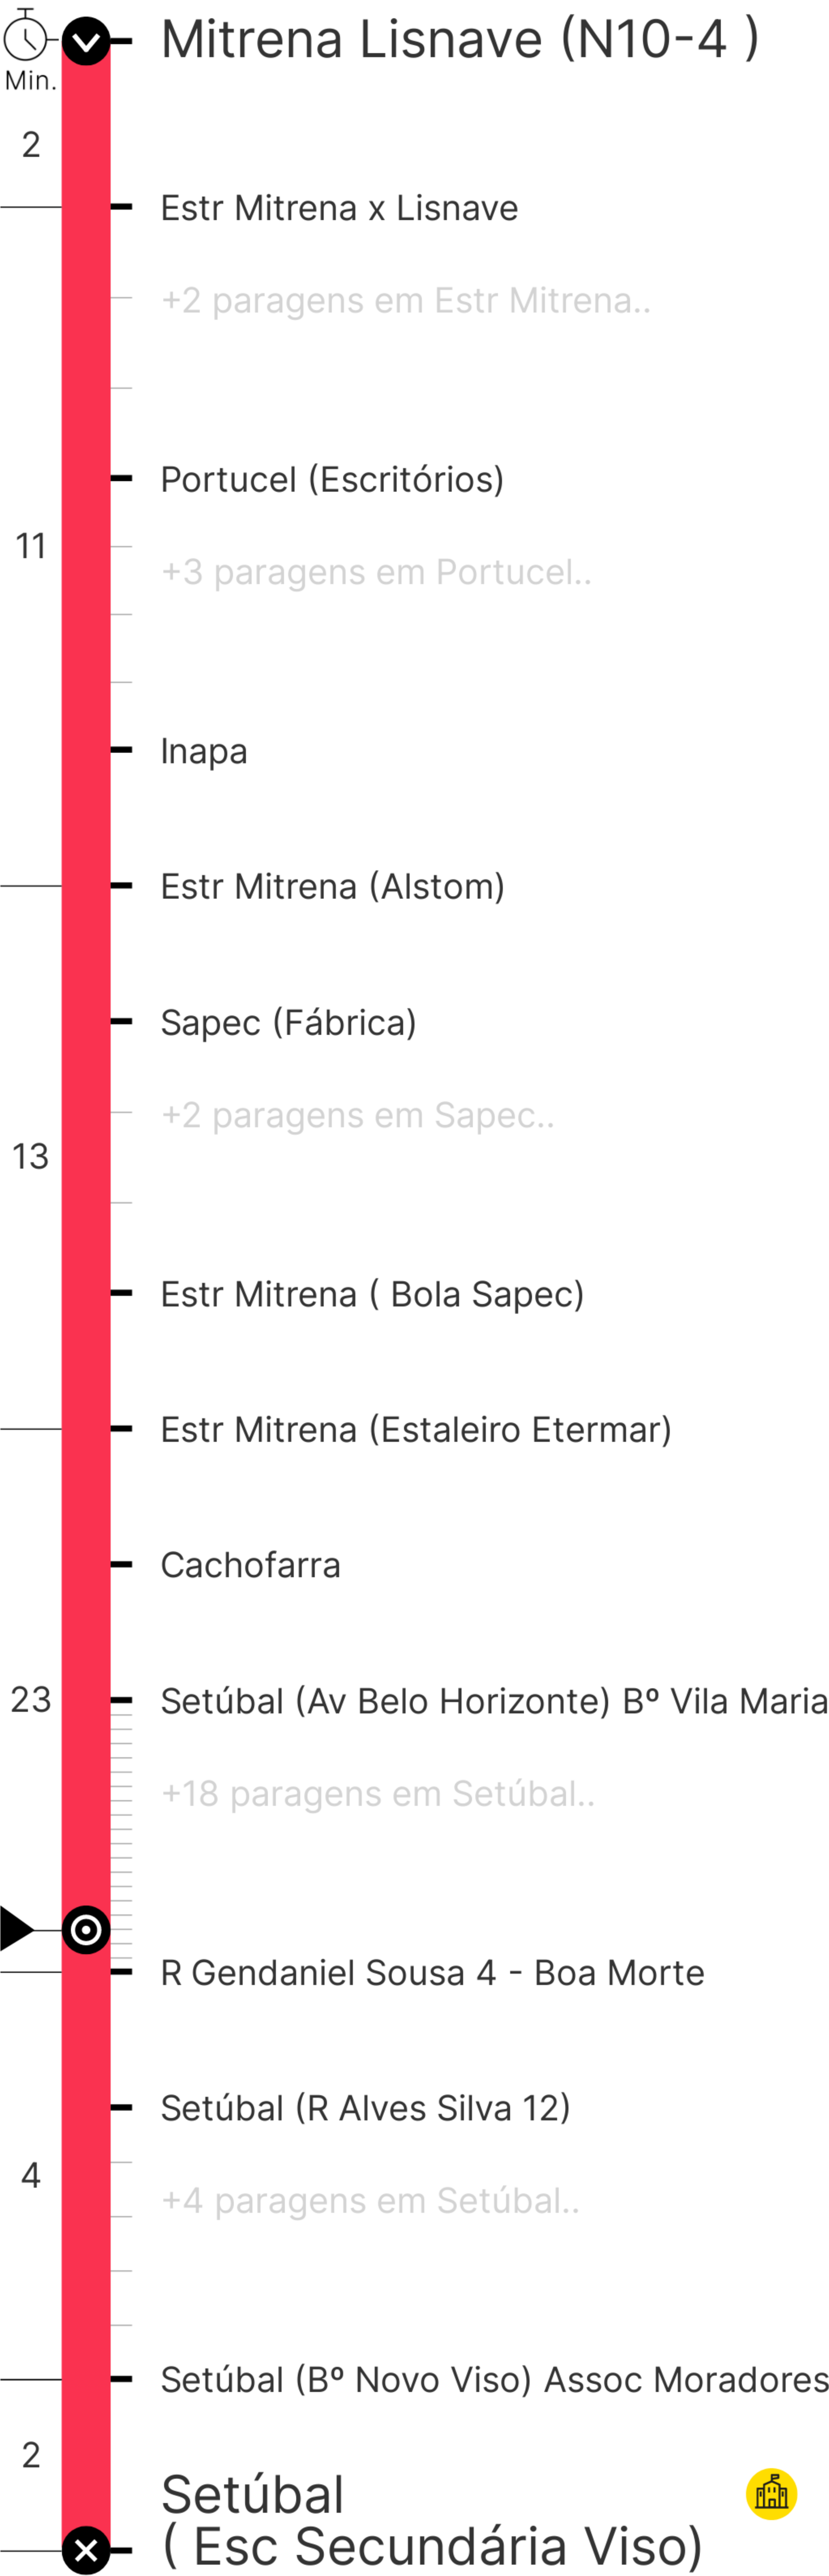 Mitrena Lisnave (N10-4 )
Min.
2
Estr Mitrena x Lisnave
+2 paragens em Estr Mitrena..
Portucel (Escritórios)
11
+3 paragens em Portucel..
Inapa
Estr Mitrena (Alstom)
Sapec (Fábrica)
+2 paragens em Sapec..
13
Estr Mitrena ( Bola Sapec)
Estr Mitrena (Estaleiro Etermar)
Cachofarra
23
Setúbal (Av Belo Horizonte) Bº Vila Maria
+18 paragens em Setúbal..
R Gendaniel Sousa 4 - Boa Morte
Setúbal (R Alves Silva 12)
4
+4 paragens em Setúbal..
Setúbal (Bº Novo Viso) Assoc Moradores
2
Setúbal
( Esc Secundária Viso)